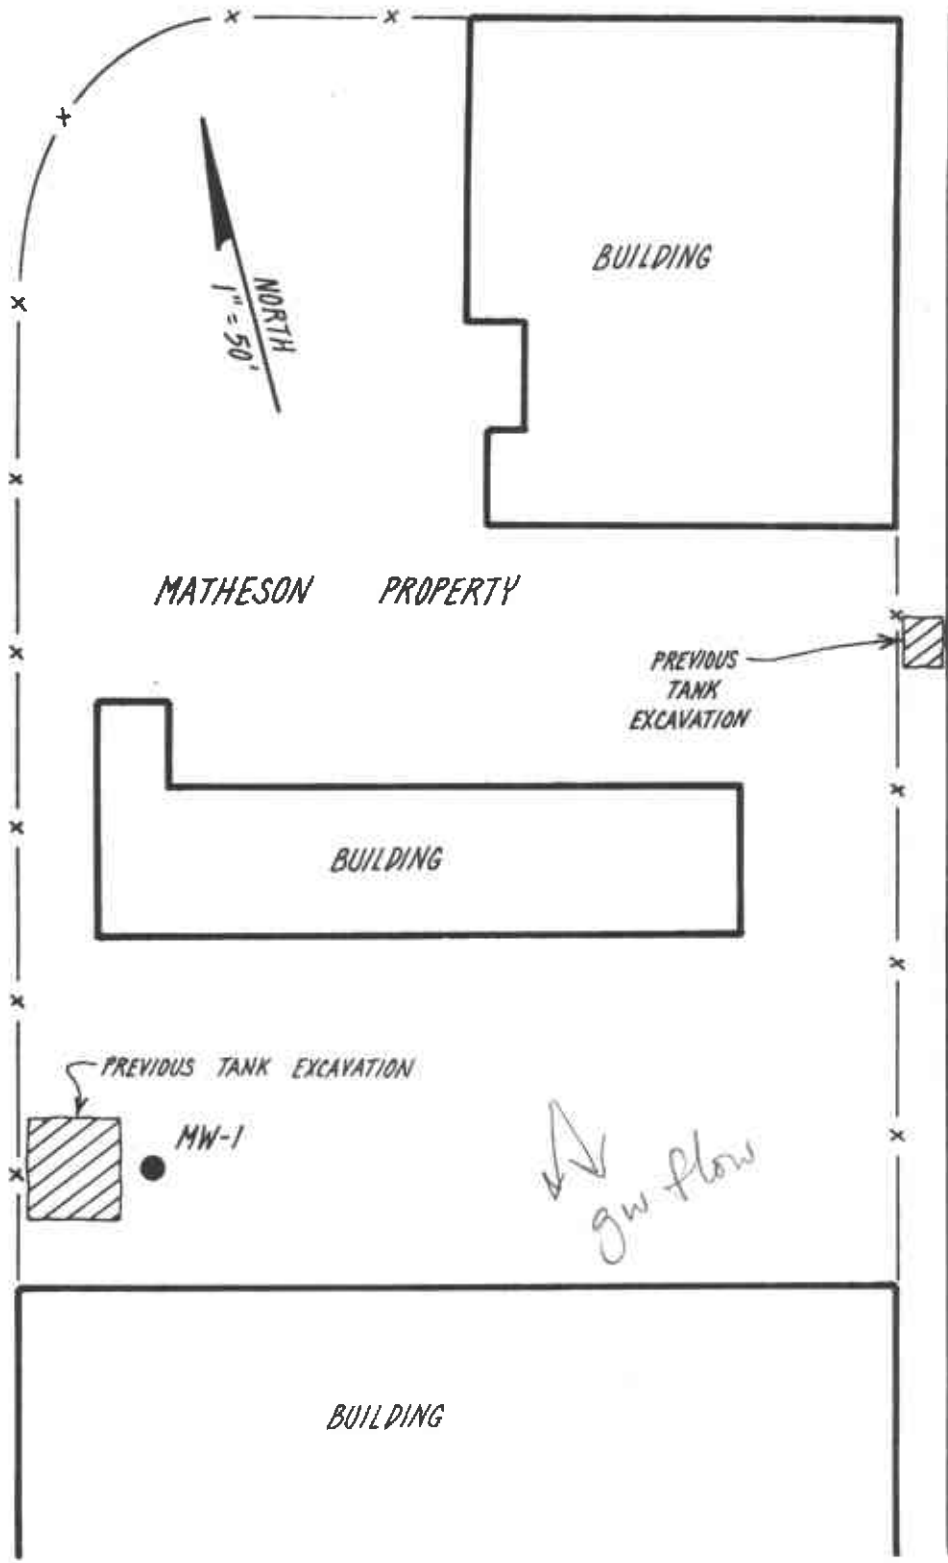 BUILDING
NORTH
1" = 50'
MATHESON PROPERTY
PREVIOUS
TANK
EXCAVATION
BUILDING
PREVIOUS TANK EXCAVATION
MW-1
gw flow
BUILDING